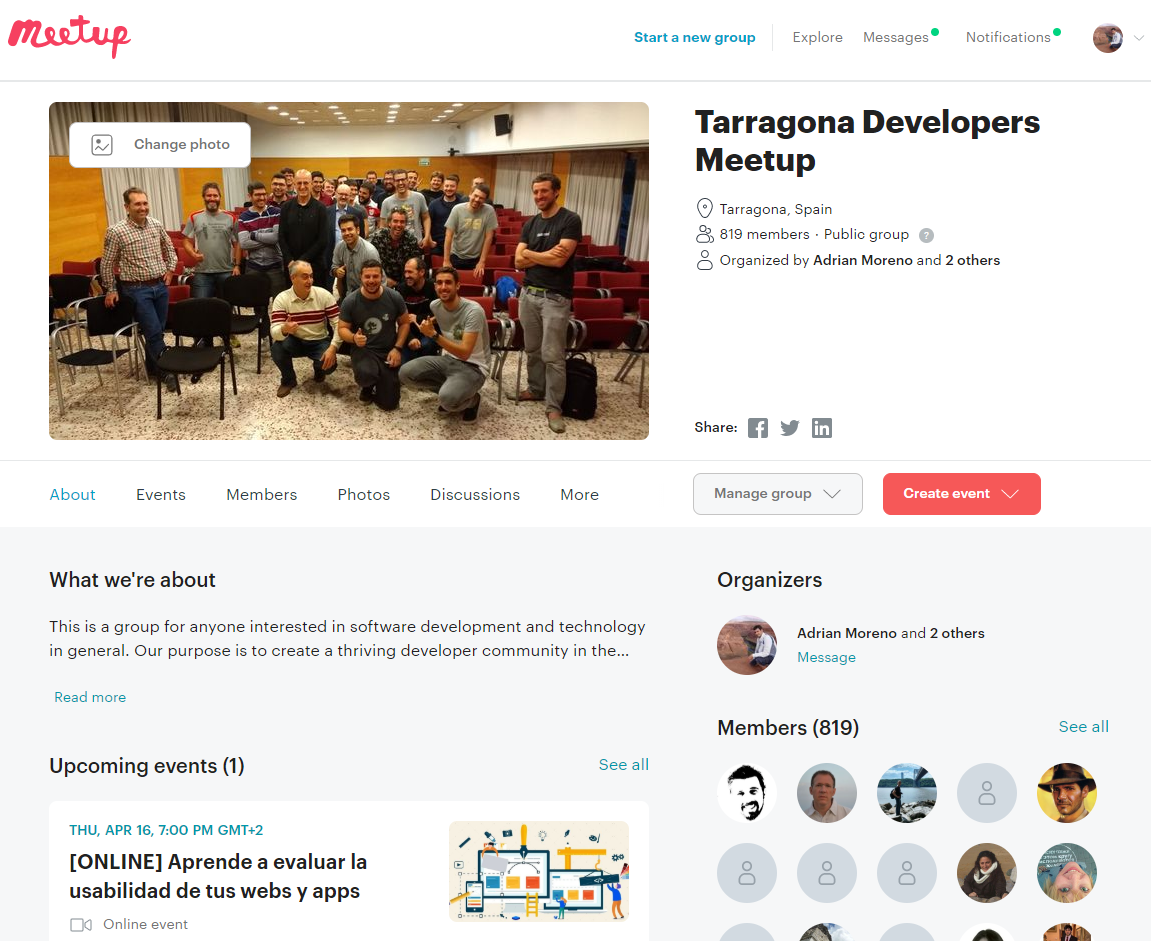 Meetup
Start a new group
Explore
Messages
Notifications
Change photo
Tarragona Developers
Meetup
Tarragona, Spain
819 members · Public group ?
Organized by Adrian Moreno and 2 others
Share:
About
Events
Members
Photos
Discussions
More
Manage group
Create event
What we're about
This is a group for anyone interested in software development and technology
in general. Our purpose is to create a thriving developer community in the...
Read more
Upcoming events (1)
See all
THU, APR 16, 7:00 PM GMT+2
[ONLINE] Aprende a evaluar la
usabilidad de tus webs y apps
Online event
Organizers
Adrian Moreno and 2 others
Message
Members (819)
See all